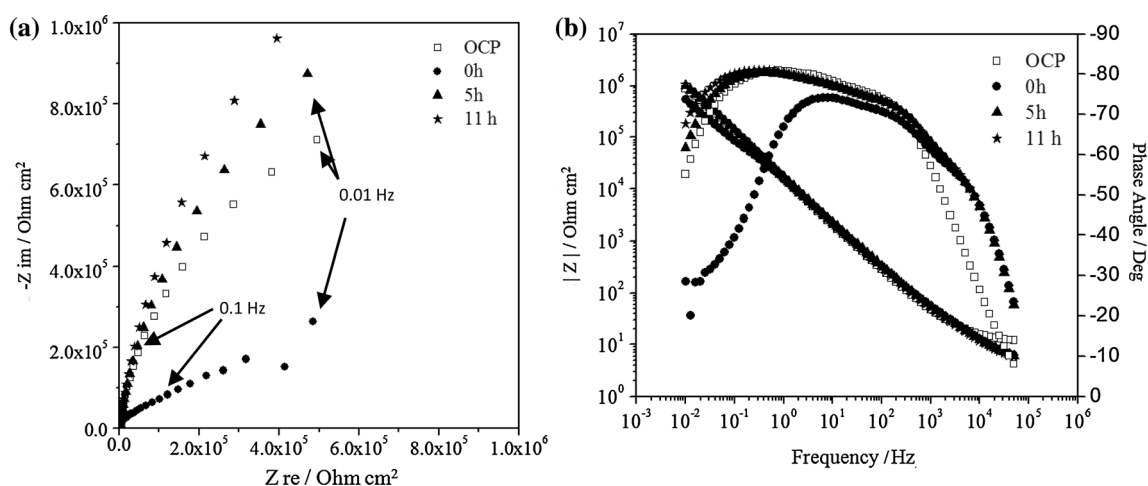 (a)
1.0x10⁶
8.0x10⁵
6.0x10⁵
4.0x10⁵
2.0x10⁵
0.0
-Z im / Ohm cm²
OCP
0h
5h
11 h
0.01 Hz
0.1 Hz
0.0
2.0x10⁵
4.0x10⁵
6.0x10⁵
8.0x10⁵
1.0x10⁶
Z re / Ohm cm²
(b)
10⁷
10⁶
10⁵
10⁴
10³
10²
10¹
10⁰
| Z | / Ohm cm²
OCP
0h
5h
11 h
-90
-80
-70
-60
-50
-40
-30
-20
-10
0
Phase Angle / Deg
10⁻³
10⁻²
10⁻¹
10⁰
10¹
10²
10³
10⁴
10⁵
10⁶
Frequency /Hz